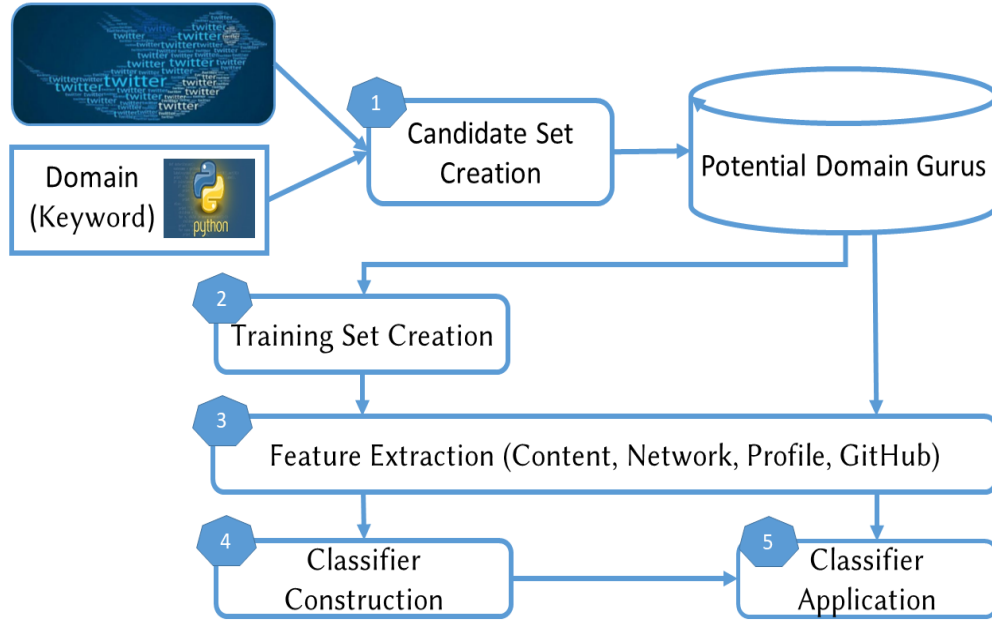 twitter
1
Candidate Set
Creation
Potential Domain Gurus
Domain
(Keyword)
python
2
Training Set Creation
3
Feature Extraction (Content, Network, Profile, GitHub)
4
Classifier
Construction
5
Classifier
Application